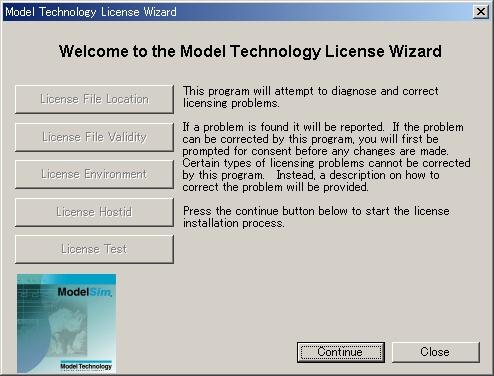 Model Technology License Wizard
Welcome to the Model Technology License Wizard
License File Location
License File Validity
License Environment
License Hostid
License Test
This program will attempt to diagnose and correct
licensing problems.
If a problem is found it will be reported. If the problem
can be corrected by this program, you will first be
prompted for consent before any changes are made.
Certain types of licensing problems cannot be corrected
by this program. Instead, a description on how to
correct the problem will be provided.
Press the continue button below to start the license
installation process.
ModelSim
Model Technology
Continue
Close